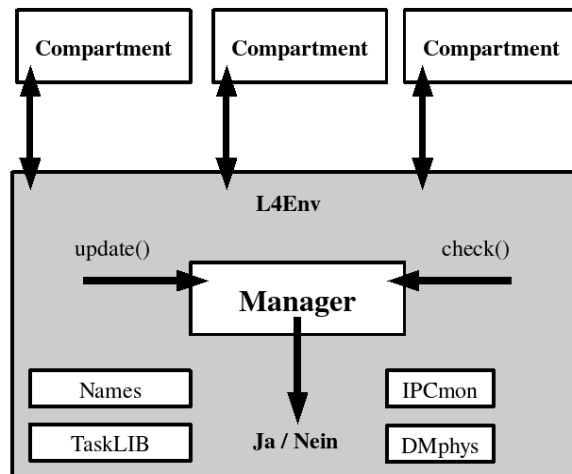 Compartment
Compartment
Compartment
L4Env
update()
check()
Manager
Names
IPCmon
TaskLIB
Ja / Nein
DMphys